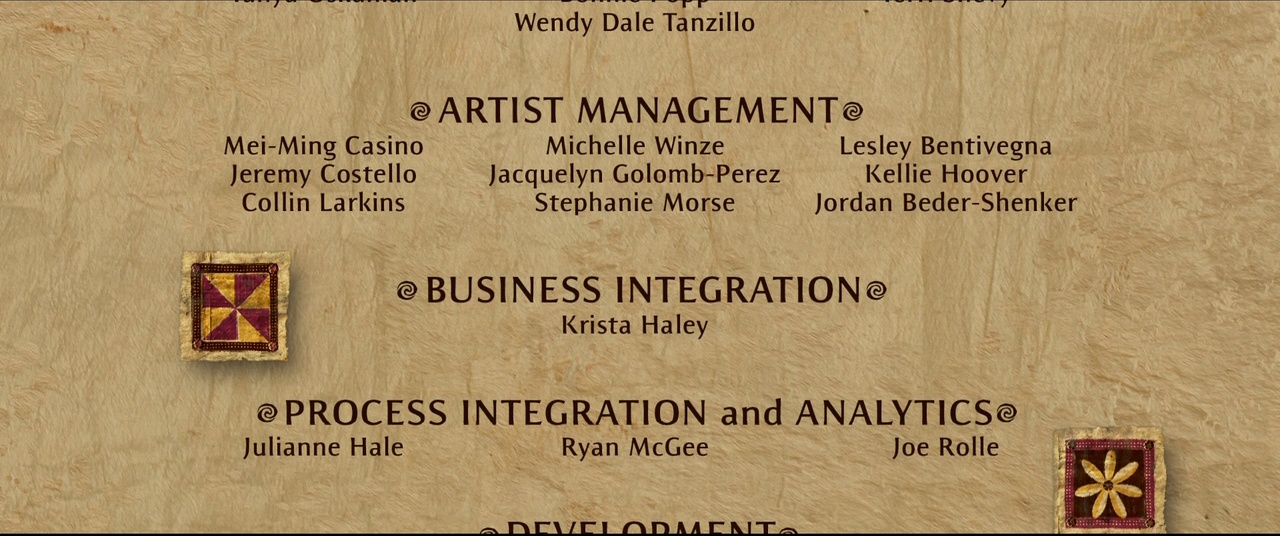 Wendy Dale Tanzillo
ARTIST MANAGEMENT
Mei-Ming Casino Michelle Winze Lesley Bentivegna
Jeremy Costello Jacquelyn Golomb-Perez Kellie Hoover
Collin Larkins Stephanie Morse Jordan Beder-Shenker
BUSINESS INTEGRATION
Krista Haley
PROCESS INTEGRATION and ANALYTICS
Julianne Hale Ryan McGee Joe Rolle
DEVELOPMENT